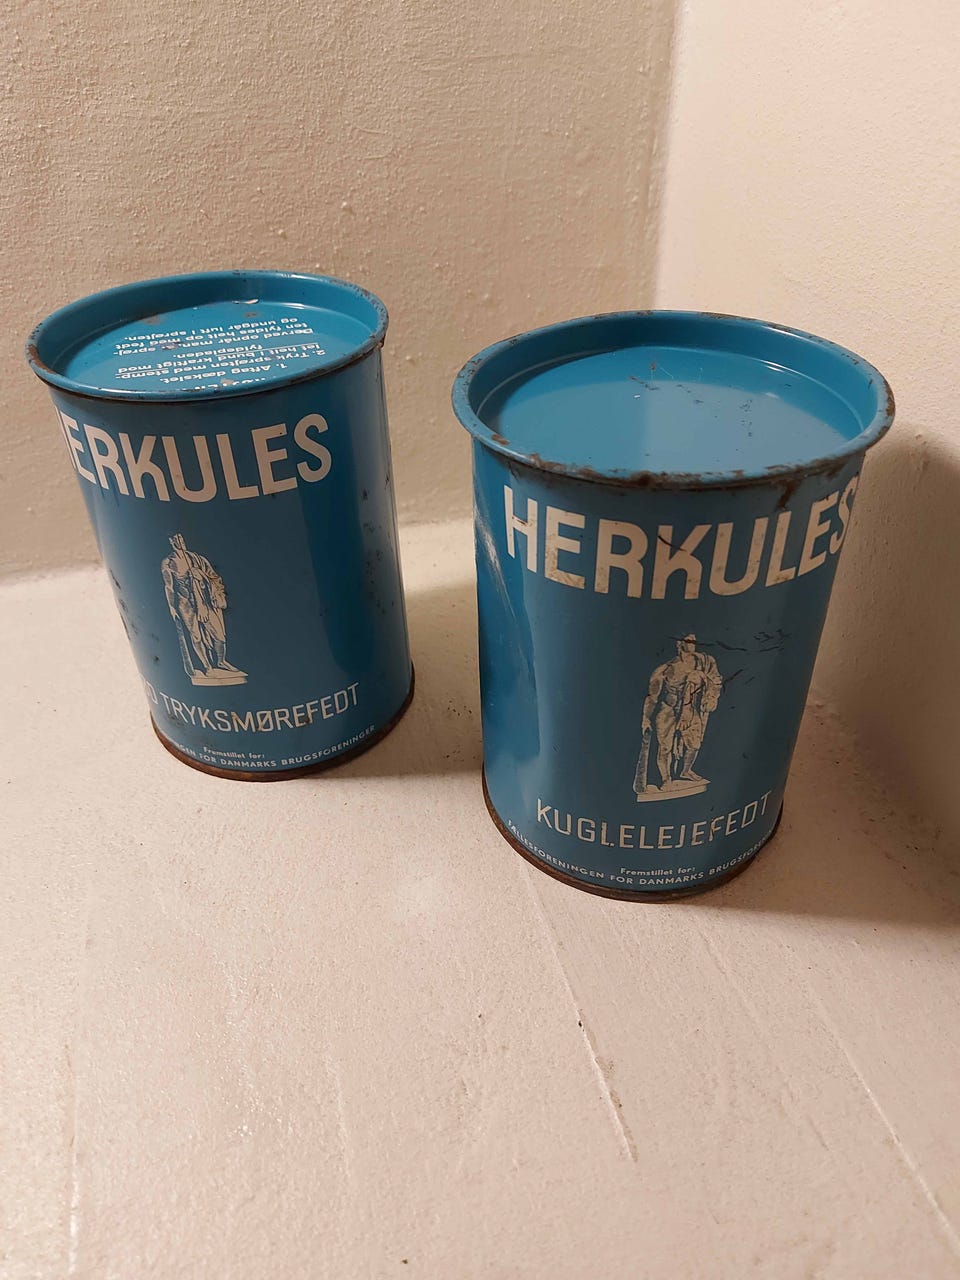 1. Aftag dækslet
2. Tryk sprøjten med stemp-
let helt i bund kraftigt mod
fyldepladen.
Derved opnår man, at sprøj-
ten fyldes helt op med fedt
og undgår luft i sprøjten.
HERKULES
TRYKSMØREFEDT
Fremstillet for:
FOR DANMARKS BRUGSFORENINGER
HERKULES
KUGLELEJEFEDT
Fremstillet for:
FÆLLESFORENINGEN FOR DANMARKS